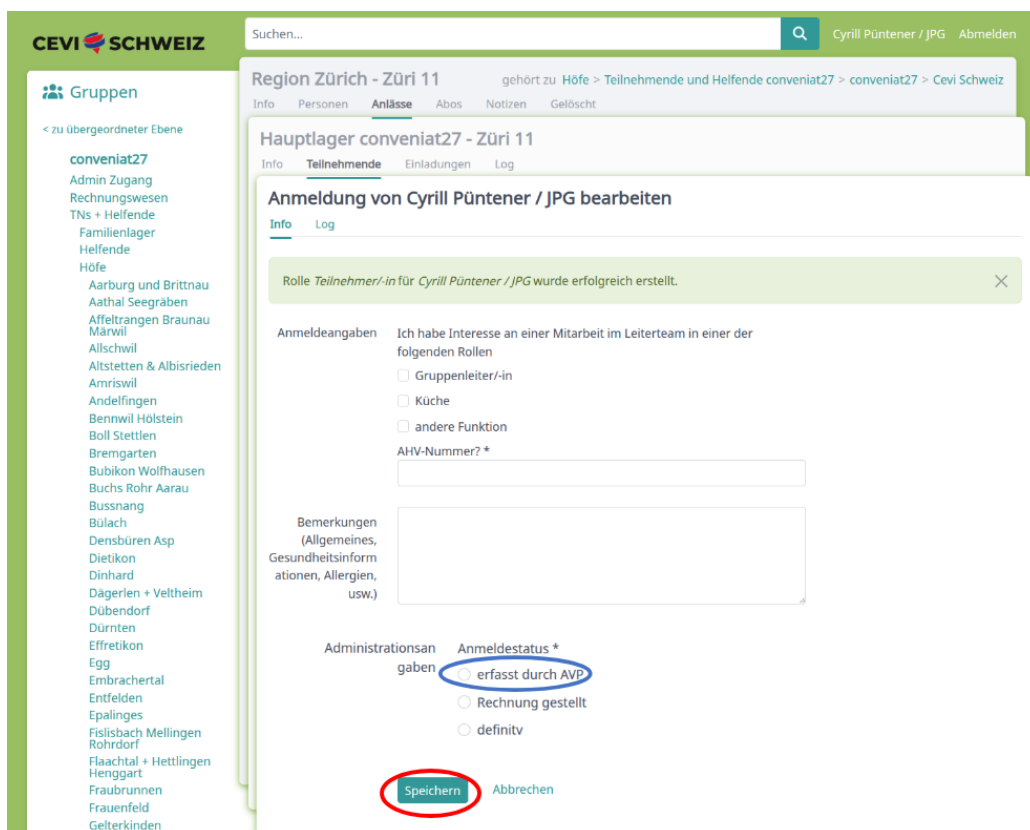 CEVI SCHWEIZ
Suchen...
Cyrill Püntener / JPG Abmelden
Gruppen
< zu übergeordneter Ebene
conveniat27
Admin Zugang
Rechnungswesen
TNs + Helfende
Familienlager
Helfende
Höfe
Aarburg und Brittnau
Aathal Seegräben
Affeltrangen Braunau
Märwil
Allschwil
Altstetten & Albisrieden
Amriswil
Andelfingen
Bennwil Hölstein
Boll Stettlen
Bremgarten
Bubikon Wolfhausen
Buchs Rohr Aarau
Bussnang
Bülach
Densbüren Asp
Dietikon
Dinhard
Dägerlen + Veltheim
Dübendorf
Dürnten
Effretikon
Egg
Embrachertal
Entfelden
Epalinges
Fislisbach Mellingen
Rohrdorf
Flaachtal + Hettlingen
Henggart
Fraubrunnen
Frauenfeld
Gelterkinden
Region Zürich - Züri 11
gehört zu Höfe > Teilnehmende und Helfende conveniat27 > conveniat27 > Cevi Schweiz
Info Personen Anlässe Abos Notizen Gelöscht
Hauptlager conveniat27 - Züri 11
Info Teilnehmende Einladungen Log
Anmeldung von Cyrill Püntener / JPG bearbeiten
Info Log
Rolle Teilnehmer/-in für Cyrill Püntener / JPG wurde erfolgreich erstellt.
Anmeldeangaben
Ich habe Interesse an einer Mitarbeit im Leiterteam in einer der
folgenden Rollen
Gruppenleiter/-in
Küche
andere Funktion
AHV-Nummer? *
Bemerkungen
(Allgemeines,
Gesundheitsinform
ationen, Allergien,
usw.)
Administrationsan
gaben
Anmeldestatus *
erfasst durch AVP
Rechnung gestellt
definitv
Speichern Abbrechen